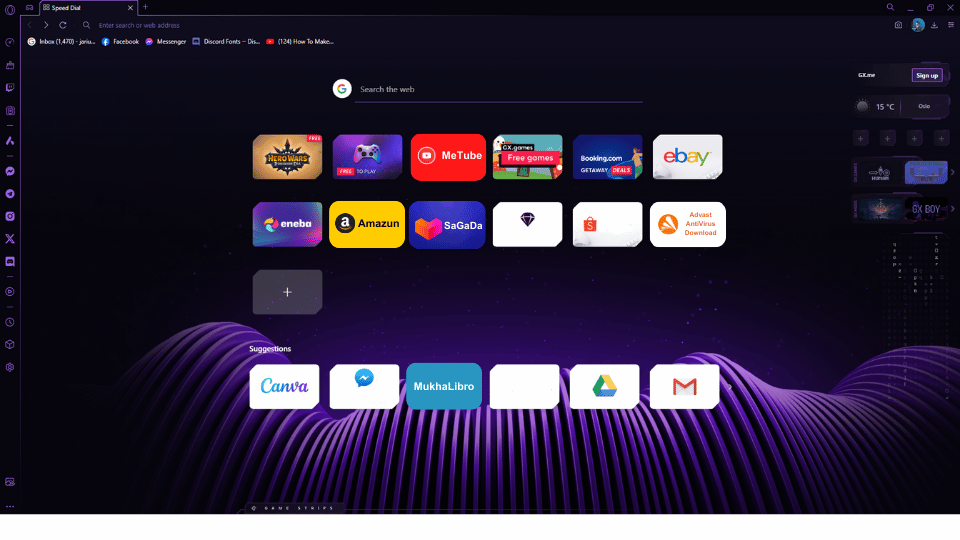 Speed Dial
Enter search or web address
Inbox (1,470) - jariu...
Facebook
Messenger
Discord Fonts – Dis...
(124) How To Make...
GX.me
Sign up
Search the web
15 °C
Oslo
HERO WARS
DOMINION ERA
FREE
FREE TO PLAY
MeTube
GX.games
Free games
Booking.com
GETAWAY DEALS
ebay
GX BOY
eneba
Amazun
SaGaDa
Advast
AntiVirus
Download
Suggestions
Canva
MukhaLibro
GAME STRIPS